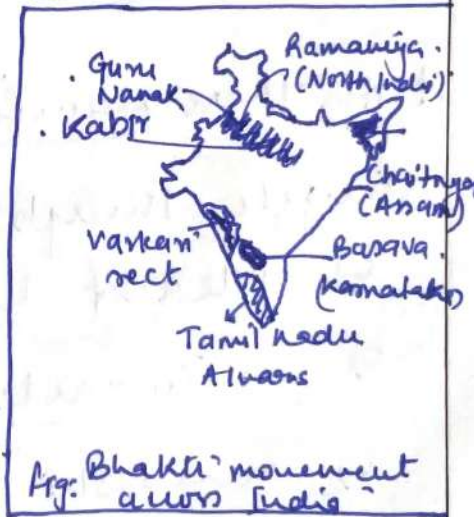 Ramanuja.
(North India)
. Guru
Nanak
. Kabir
Chaitnya
(Assam)
Varkari
sect
Basava.
(Karnataka)
Tamil Nadu
Alvars
Fig: Bhakti movement
across India